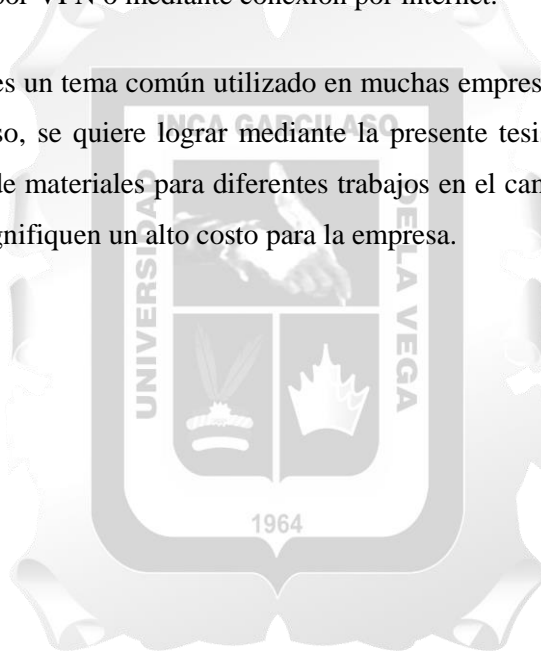 por VPN o mediante conexión por internet.
es un tema común utilizado en muchas empres
so, se quiere lograr mediante la presente tesis
de materiales para diferentes trabajos en el can
gnifiquen un alto costo para la empresa.
INCA GARCILASO
UNIVERSIDAD
DE LA VEGA
1964